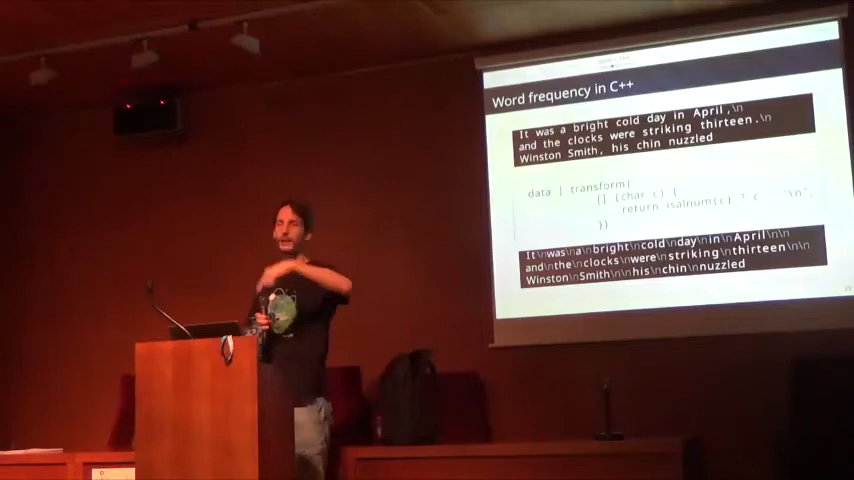 Word frequency in C++
It was a bright cold day in April,\n
and the clocks were striking thirteen.\n
Winston Smith, his chin nuzzled
data | transform(
[] (char c) {
return isalnum(c) ? c : '\n';
})
It\nwas\na\nbright\ncold\nday\nin\nApril\n\n
and\nthe\nclocks\nwere\nstriking\nthirteen\n\n
Winston\nSmith\n\nhis\nchin\nnuzzled